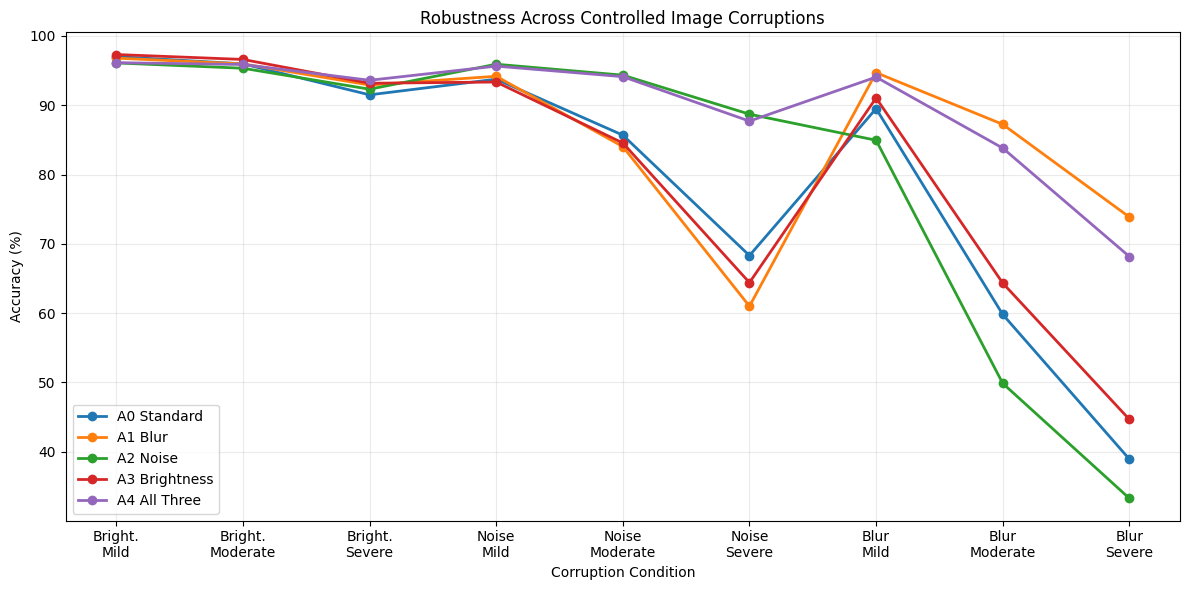 Robustness Across Controlled Image Corruptions
Accuracy (%)
100
90
80
70
60
50
40
A0 Standard
A1 Blur
A2 Noise
A3 Brightness
A4 All Three
Bright. Bright. Bright. Noise Noise Noise Blur Blur Blur
Mild Moderate Severe Mild Moderate Severe Mild Moderate Severe
Corruption Condition